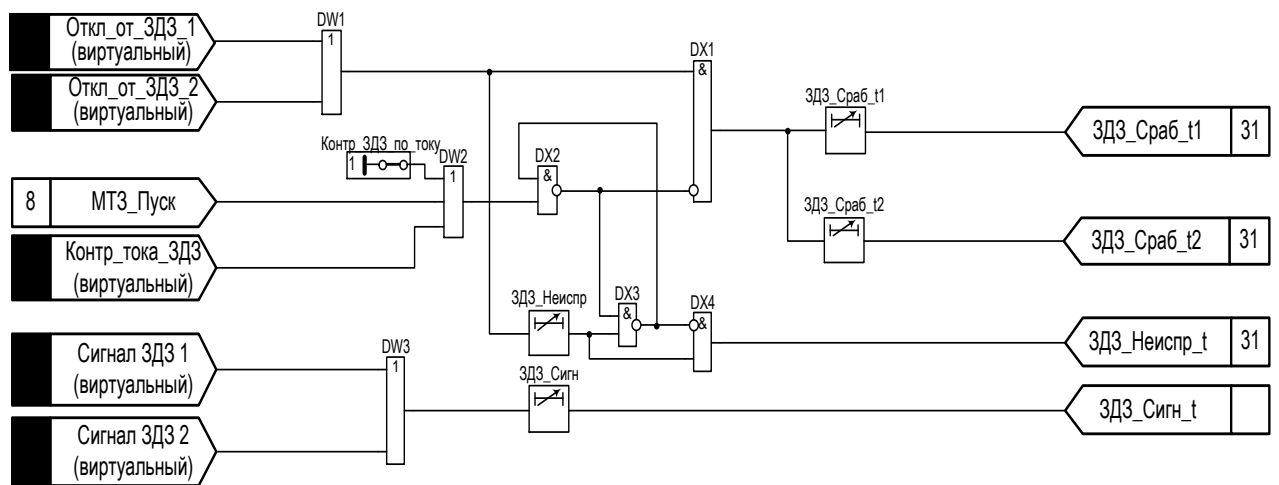 Откл_от_ЗДЗ_1
(виртуальный)
DW1
1
Откл_от_ЗДЗ_2
(виртуальный)
DX1
&
ЗДЗ_Сраб_t1
ЗДЗ_Сраб_t1 31
Контр_ЗДЗ_по_току
1
DW2
1
DX2
&
8 МТЗ_Пуск
ЗДЗ_Сраб_t2
ЗДЗ_Сраб_t2 31
Контр_тока_ЗДЗ
(виртуальный)
ЗДЗ_Неиспр
DX3
&
DX4
&
ЗДЗ_Неиспр_t 31
Сигнал ЗДЗ 1
(виртуальный)
DW3
1
ЗДЗ_Сигн
ЗДЗ_Сигн_t
Сигнал ЗДЗ 2
(виртуальный)